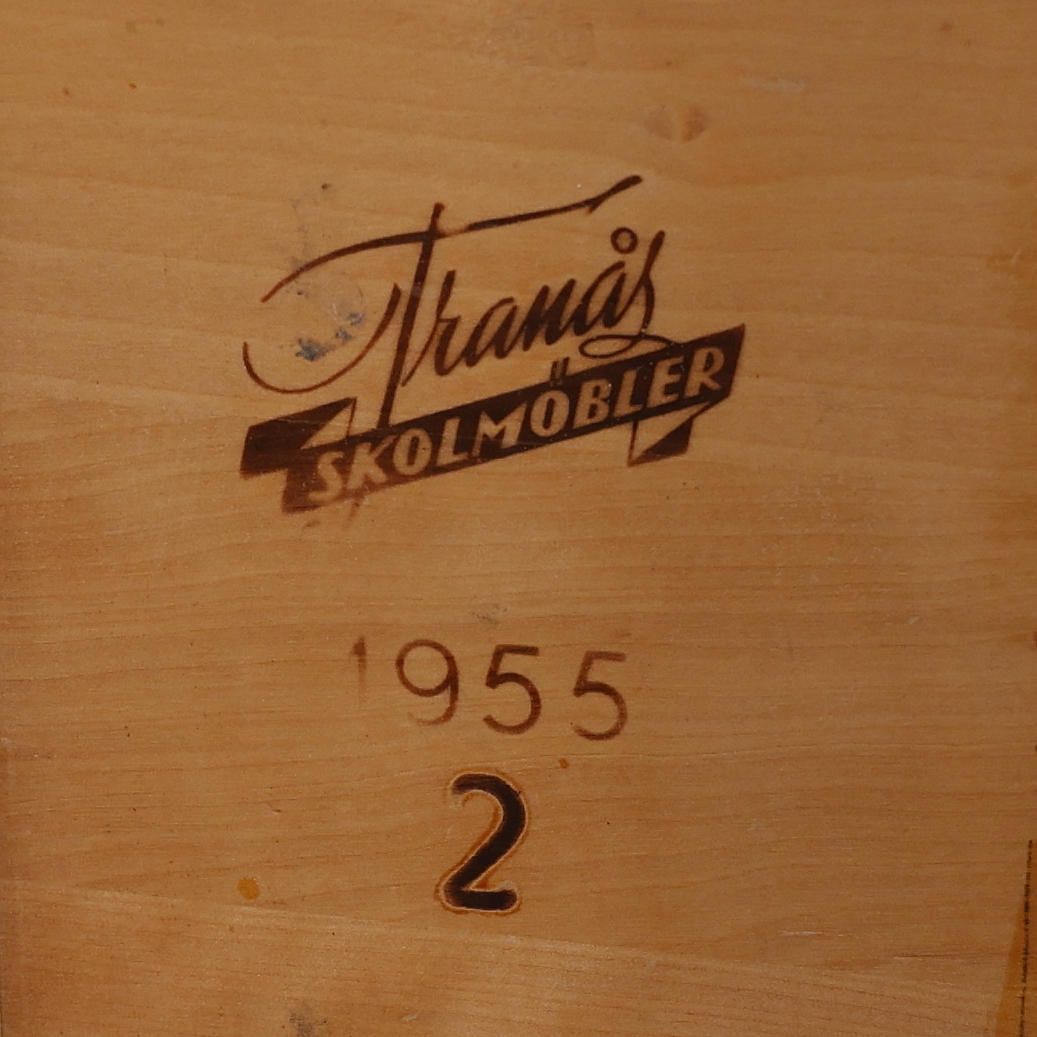 Tranås
SKOLMÖBLER
1955
2